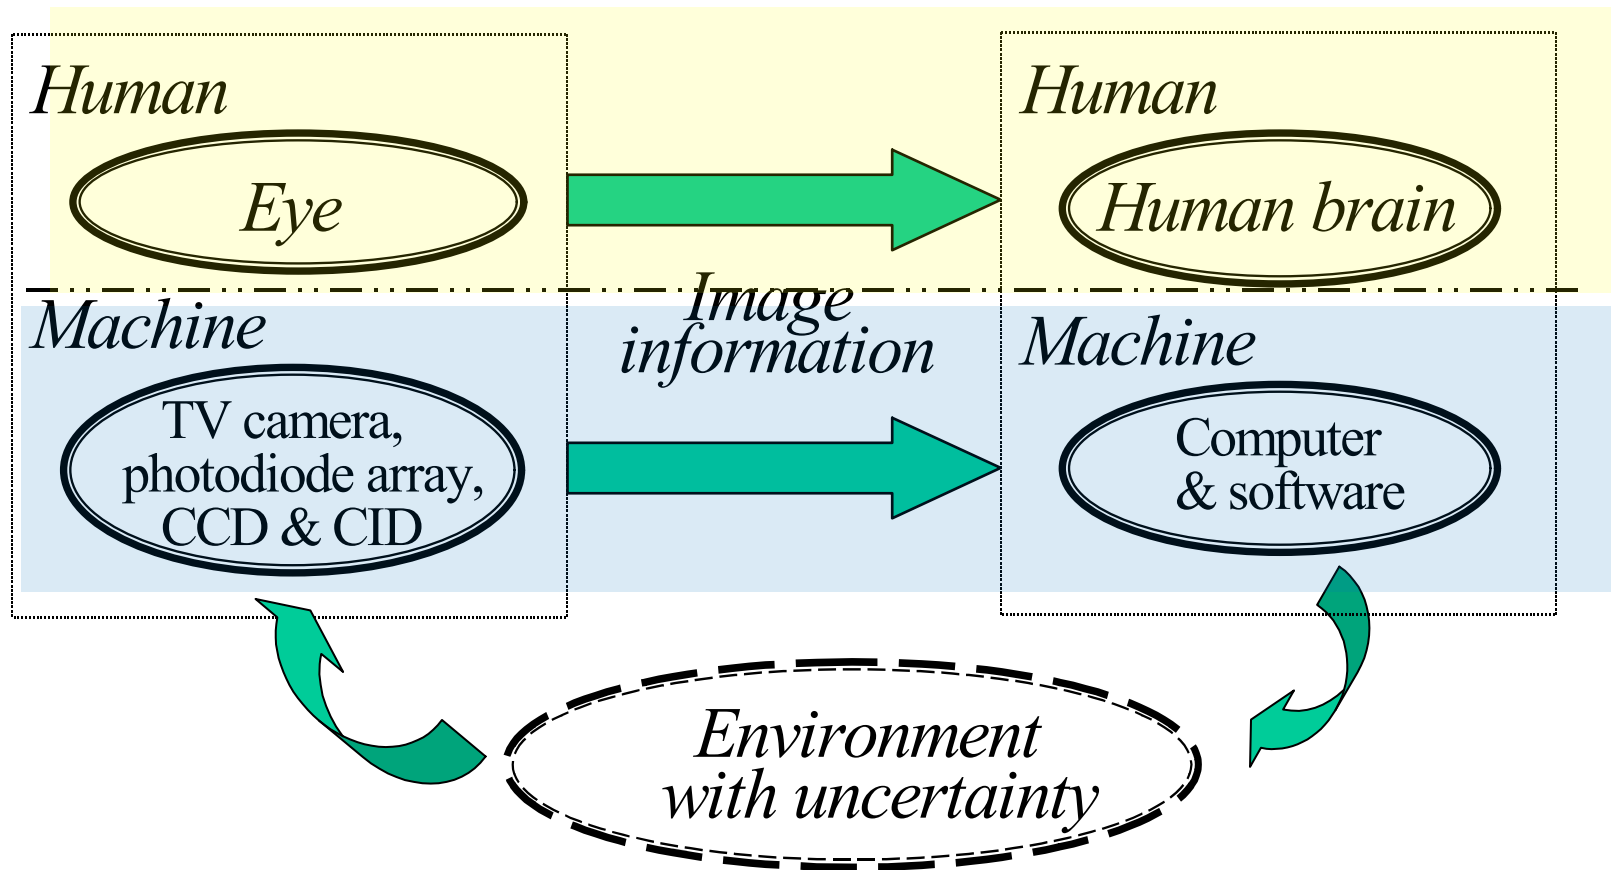 Human
Eye
Human
Human brain
Image
information
Machine
TV camera,
photodiode array,
CCD & CID
Machine
Computer
& software
Environment
with uncertainty